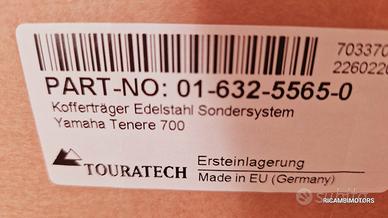 703370
2260220
PART-NO: 01-632-5565-0
Kofferträger Edelstahl Sondersystem
Yamaha Tenere 700
TOURATECH
Ersteinlagerung
Made in EU (Germany)
subito
RICAMBIMOTORS